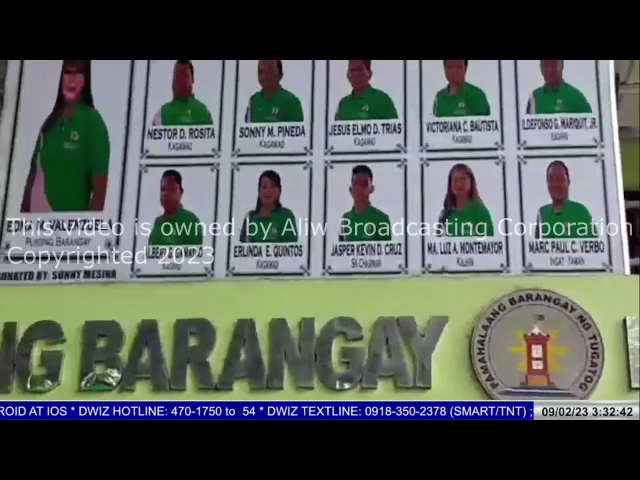 NESTOR D. ROSITA
KAGAWAD
SONNY M. PINEDA
KAGAWAD
JESUS ELMO D. TRIAS
KAGAWAD
VICTORIANA C. BAUTISTA
KAGAWAD
ILDEFONSO G. MARIQUIT, JR.
KAGAWAD
VALENZUELA
PUNONG BARANGAY
KAGAWAD
ERLINDA E. QUINTOS
KAGAWAD
JASPER KEVIN D. CRUZ
SK CHAIRMAN
MA. LUZ A. MONTEMAYOR
KALIHIM
MARC PAUL C. VERBO
INGAT - YAMAN
DONATED BY: SONNY MESINA
This Video is owned by Aliw Broadcasting Corporation
Copyrighted 2023
NG BARANGAY
PAMAHALAANG BARANGAY NG TUGATOG
ROID AT IOS * DWIZ HOTLINE: 470-1750 to 54 * DWIZ TEXTLINE: 0918-350-2378 (SMART/TNT) ;
09/02/23 3:32:42